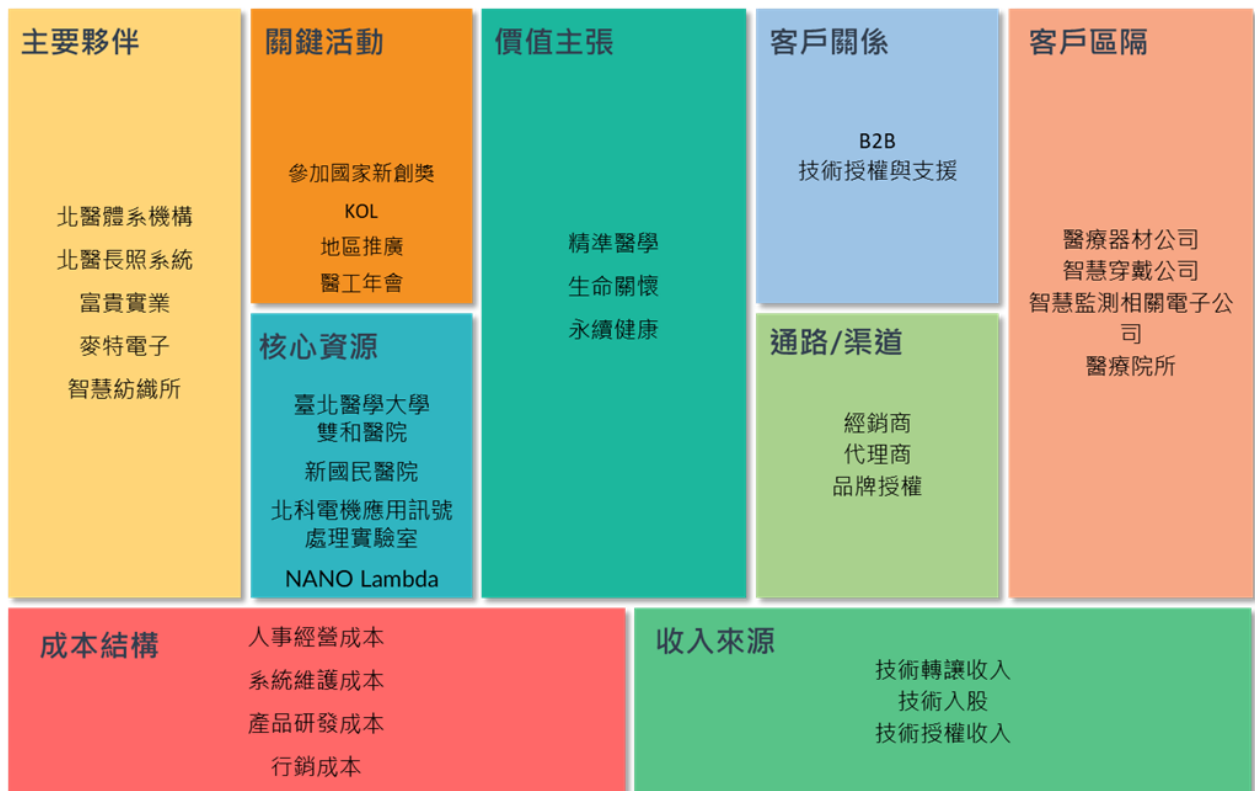 主要夥伴
北醫體系機構
北醫長照系統
富貴實業
麥特電子
智慧紡織所
關鍵活動
參加國家新創獎
KOL
地區推廣
醫工年會
核心資源
臺北醫學大學
雙和醫院
新國民醫院
北科電機應用訊號
處理實驗室
NANO Lambda
價值主張
精準醫學
生命關懷
永續健康
客戶關係
B2B
技術授權與支援
通路/渠道
經銷商
代理商
品牌授權
客戶區隔
醫療器材公司
智慧穿戴公司
智慧監測相關電子公
司
醫療院所
成本結構
人事經營成本
系統維護成本
產品研發成本
行銷成本
收入來源
技術轉讓收入
技術入股
技術授權收入